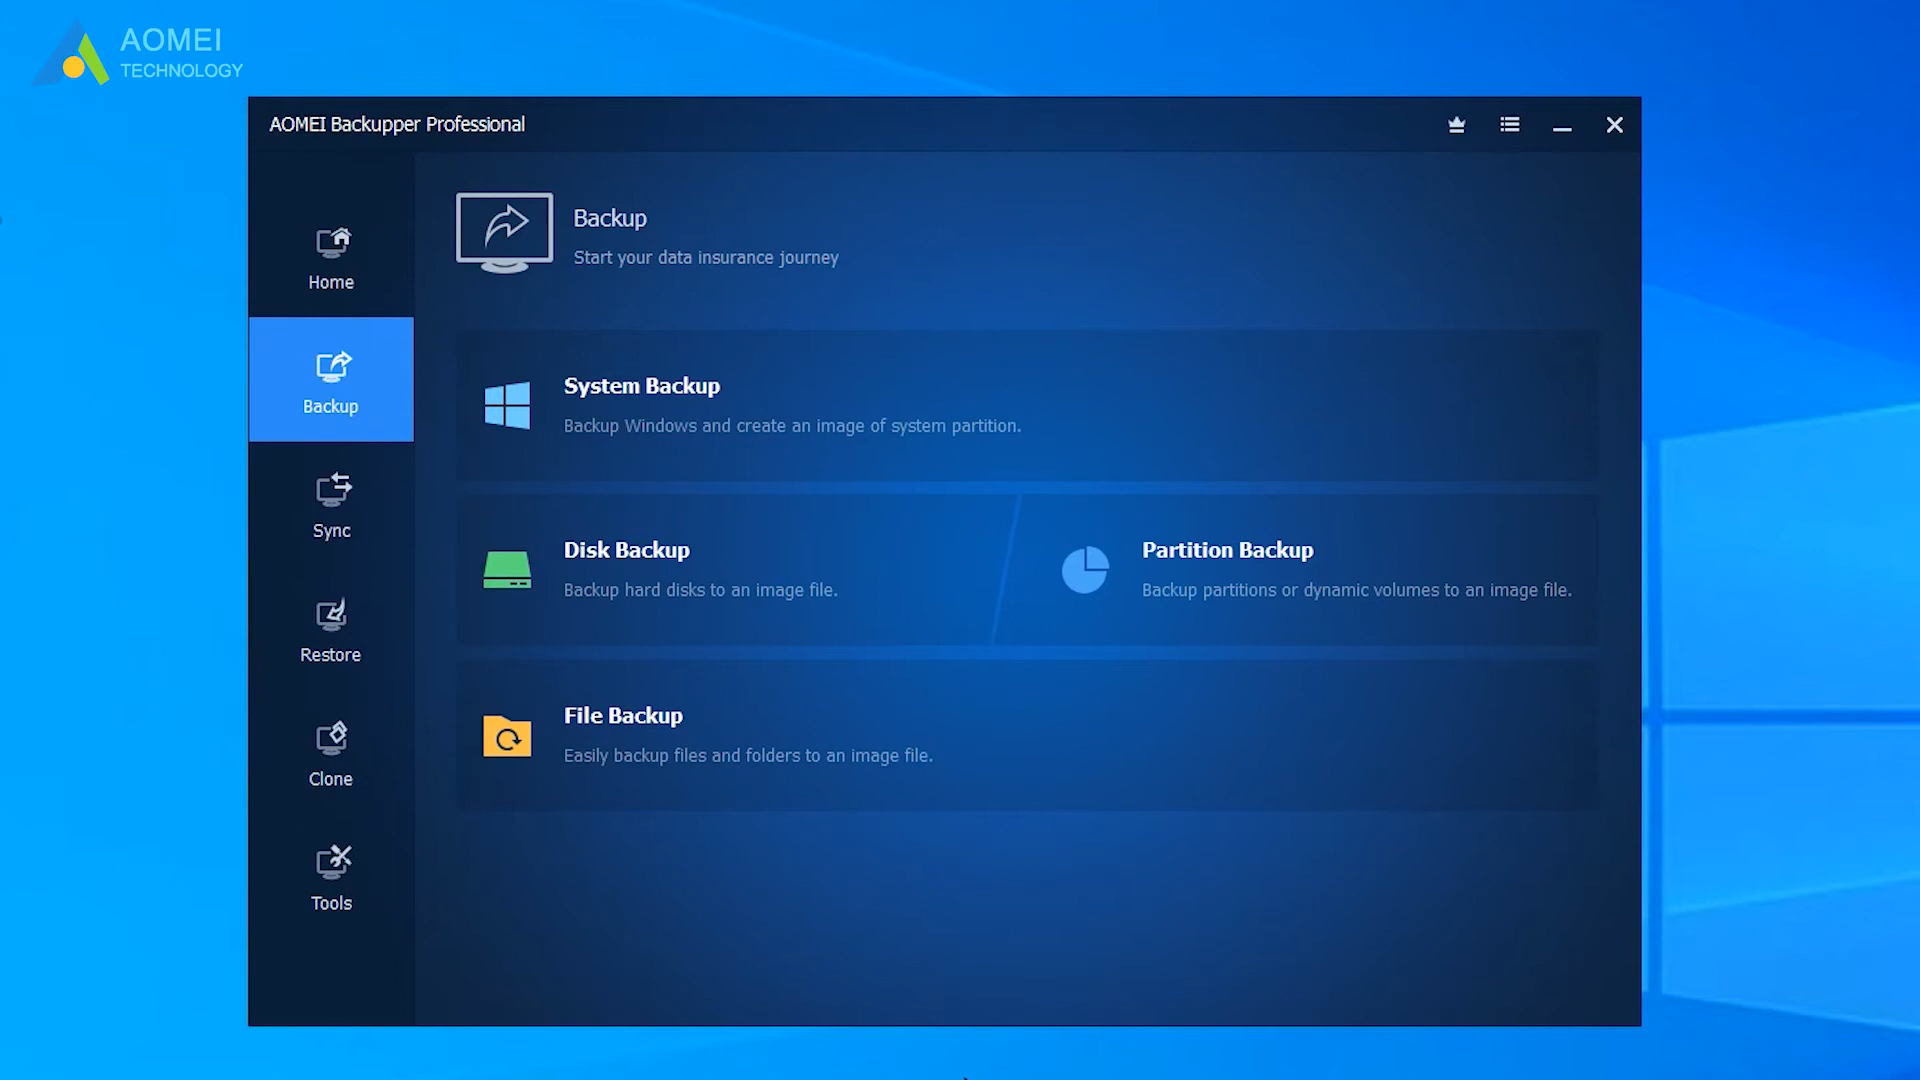 AOMEI
TECHNOLOGY
AOMEI Backupper Professional
Home
Backup
Sync
Restore
Clone
Tools
Backup
Start your data insurance journey
System Backup
Backup Windows and create an image of system partition.
Disk Backup
Backup hard disks to an image file.
Partition Backup
Backup partitions or dynamic volumes to an image file.
File Backup
Easily backup files and folders to an image file.